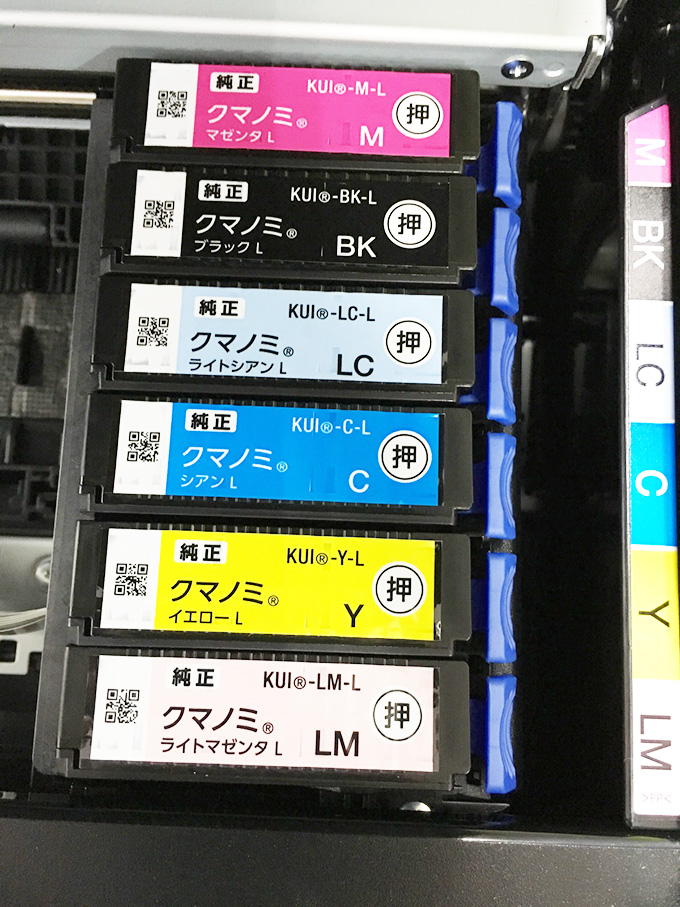 純正 KUI®-M-L
クマノミ®
マゼンタ L M
押
純正 KUI®-BK-L
クマノミ®
ブラック L BK
押
純正 KUI®-LC-L
クマノミ®
ライトシアン L LC
押
純正 KUI®-C-L
クマノミ®
シアン L C
押
純正 KUI®-Y-L
クマノミ®
イエロー L Y
押
純正 KUI®-LM-L
クマノミ®
ライトマゼンタ L LM
押
M
BK
LC
C
Y
LM
>PP<